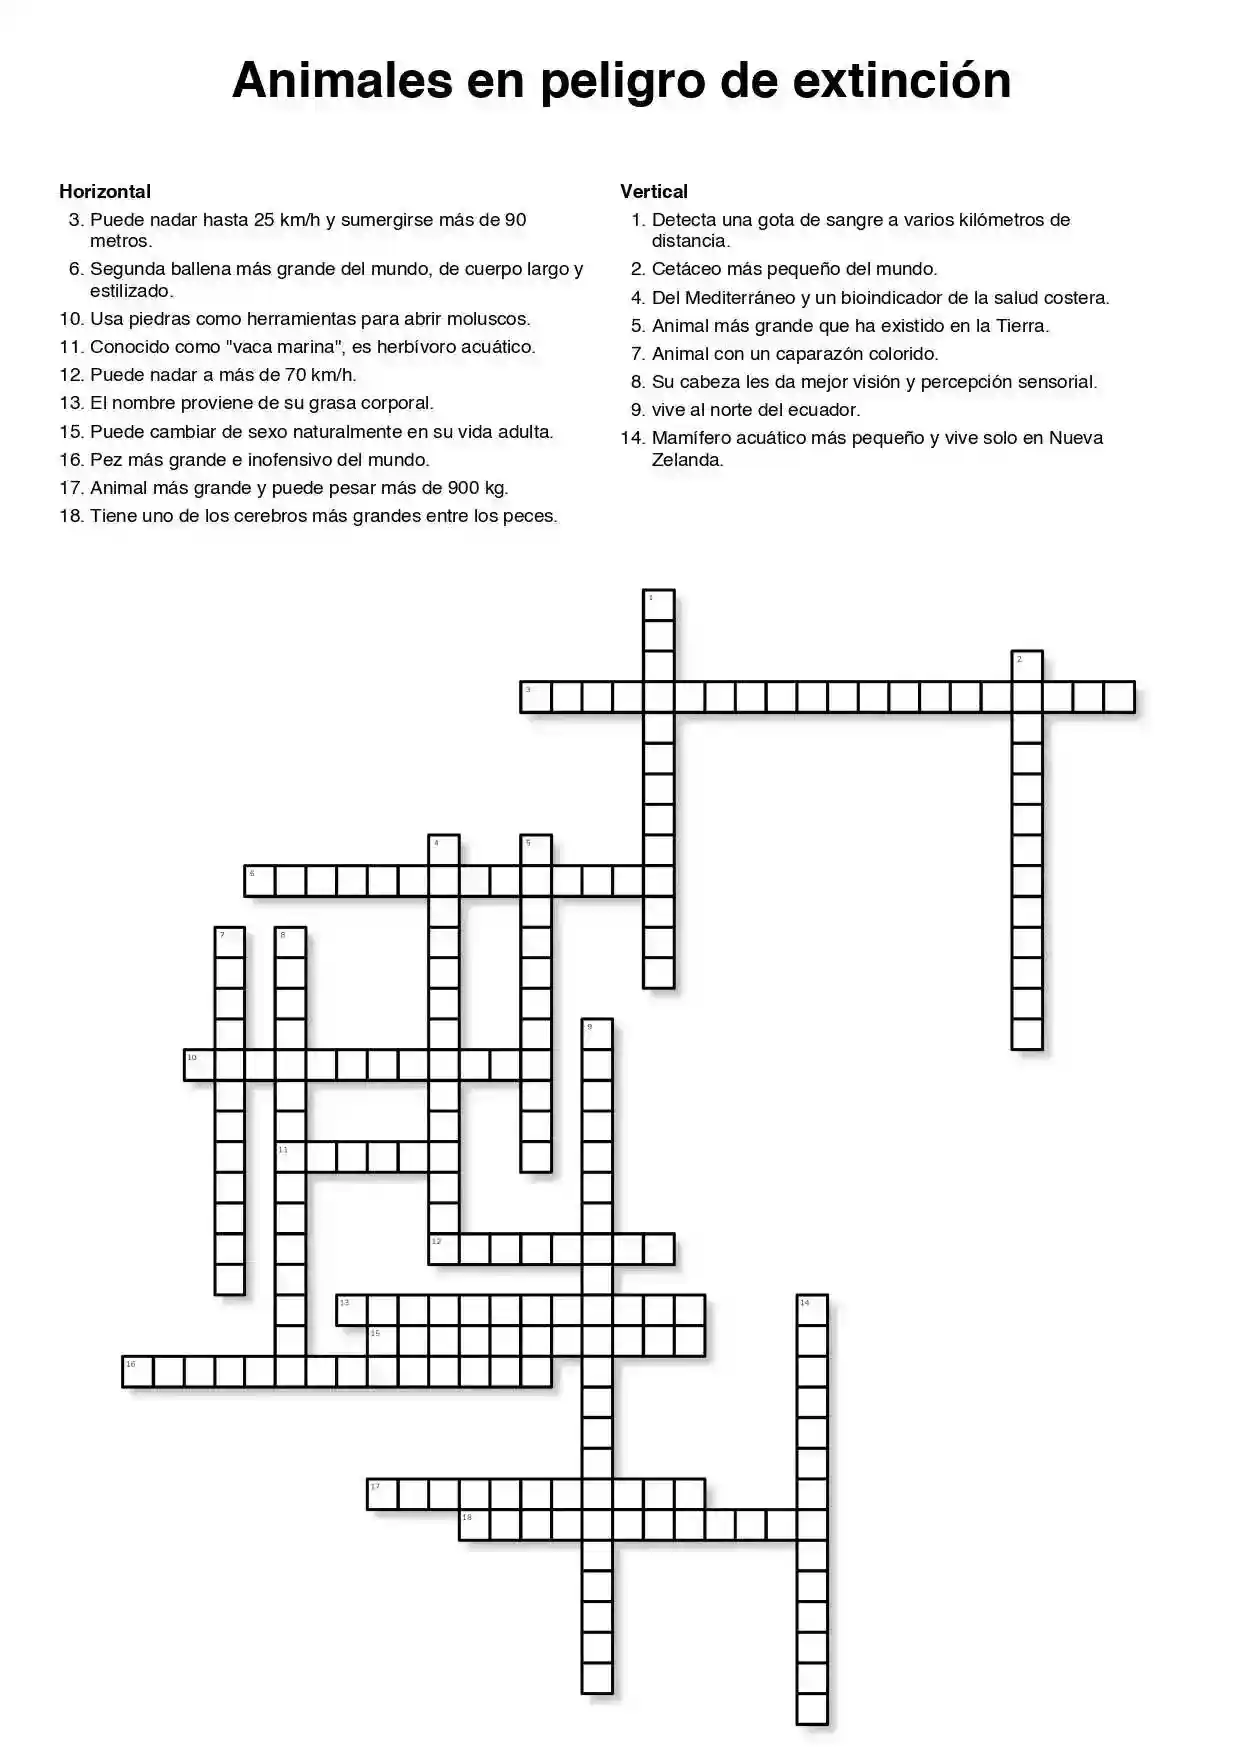 Animales en peligro de extinción
Horizontal
3. Puede nadar hasta 25 km/h y sumergirse más de 90
metros.
6. Segunda ballena más grande del mundo, de cuerpo largo y
estilizado.
10. Usa piedras como herramientas para abrir moluscos.
11. Conocido como "vaca marina", es herbívoro acuático.
12. Puede nadar a más de 70 km/h.
13. El nombre proviene de su grasa corporal.
15. Puede cambiar de sexo naturalmente en su vida adulta.
16. Pez más grande e inofensivo del mundo.
17. Animal más grande y puede pesar más de 900 kg.
18. Tiene uno de los cerebros más grandes entre los peces.
Vertical
1. Detecta una gota de sangre a varios kilómetros de
distancia.
2. Cetáceo más pequeño del mundo.
4. Del Mediterráneo y un bioindicador de la salud costera.
5. Animal más grande que ha existido en la Tierra.
7. Animal con un caparazón colorido.
8. Su cabeza les da mejor visión y percepción sensorial.
9. vive al norte del ecuador.
14. Mamífero acuático más pequeño y vive solo en Nueva
Zelanda.
1
2
3
4
5
6
7
8
9
10
11
12
13
14
15
16
17
18